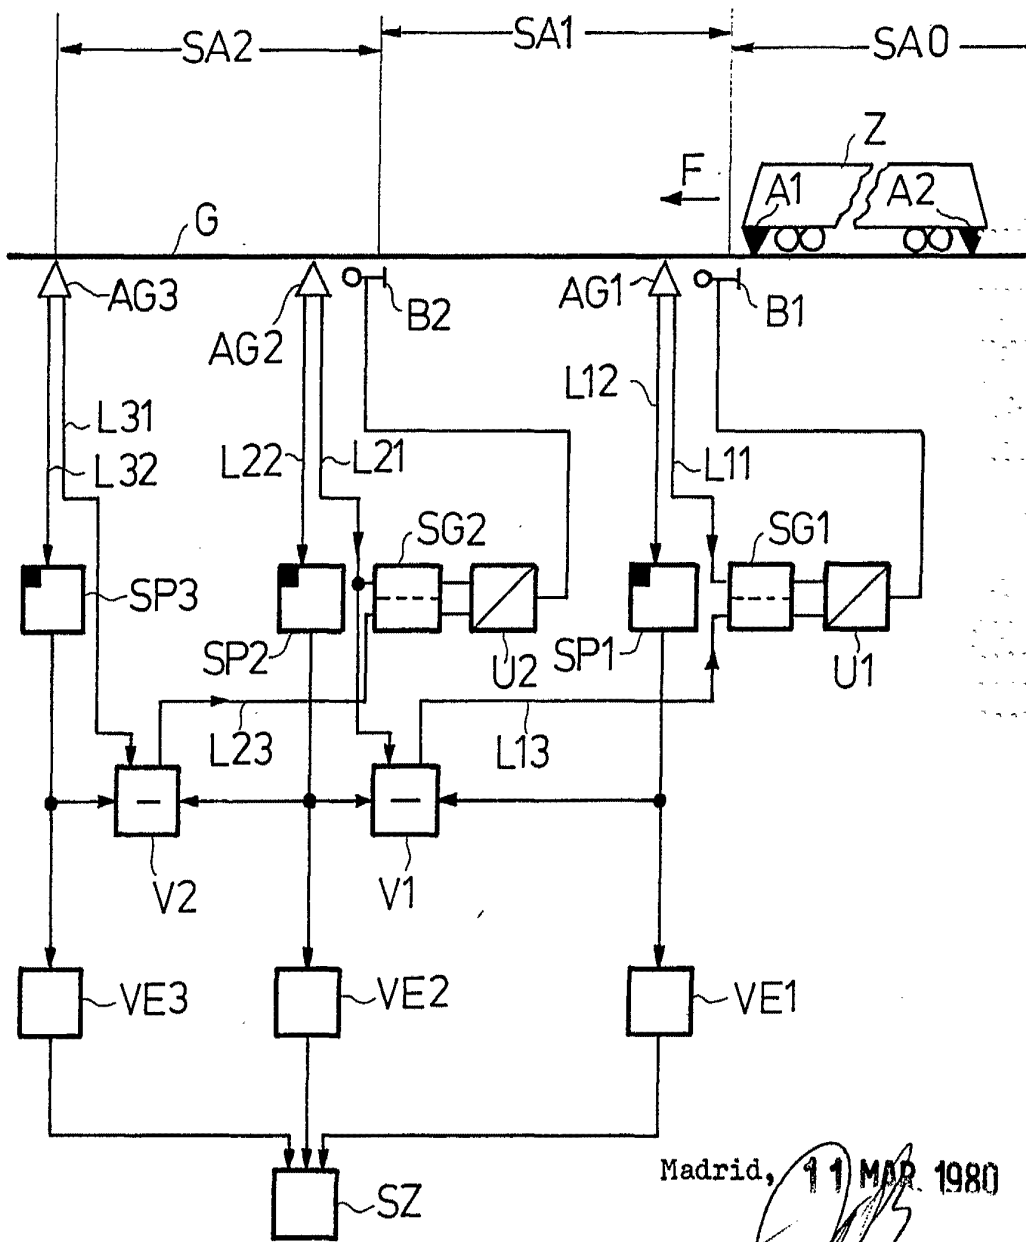 SA2 SA1 SA0
Z
F A1 A2
G
AG3 AG2 B2 AG1 B1
L12
L31
L32 L22 L21 L11
SG2 SG1
SP3
SP2 U2 SP1 U1
L23 L13
V2 V1
VE3 VE2 VE1
SZ
Madrid, 11 MAR. 1980